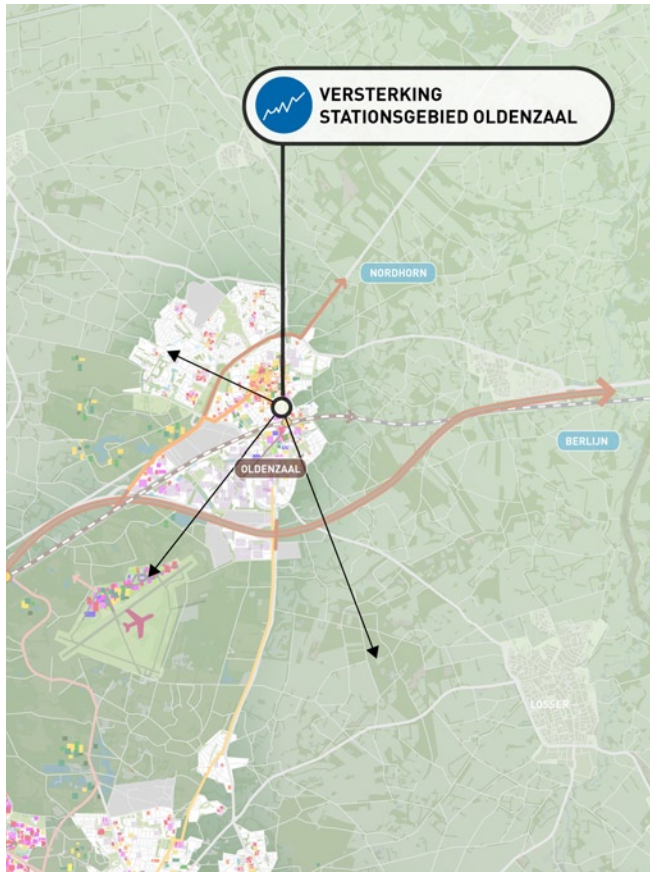 VERSTERKING
STATIONSGEBIED OLDENZAAL
NORDHORN
BERLIJN
OLDENZAAL
LOSSER